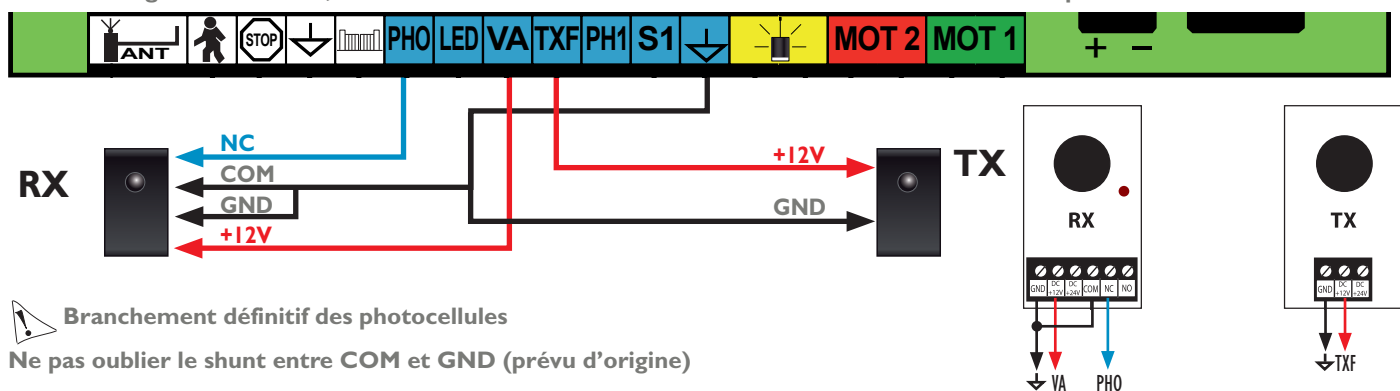 ANT STOP PHO LED VA TXF PH1 S1 MOT 2 MOT 1 + −
RX
NC
COM
GND
+12V
+12V
GND
TX
RX
GND DC +12V DC +24V COM NC NO
VA PHO
TX
GND DC +12V DC +24V
TXF
Branchement définitif des photocellules
Ne pas oublier le shunt entre COM et GND (prévu d'origine)